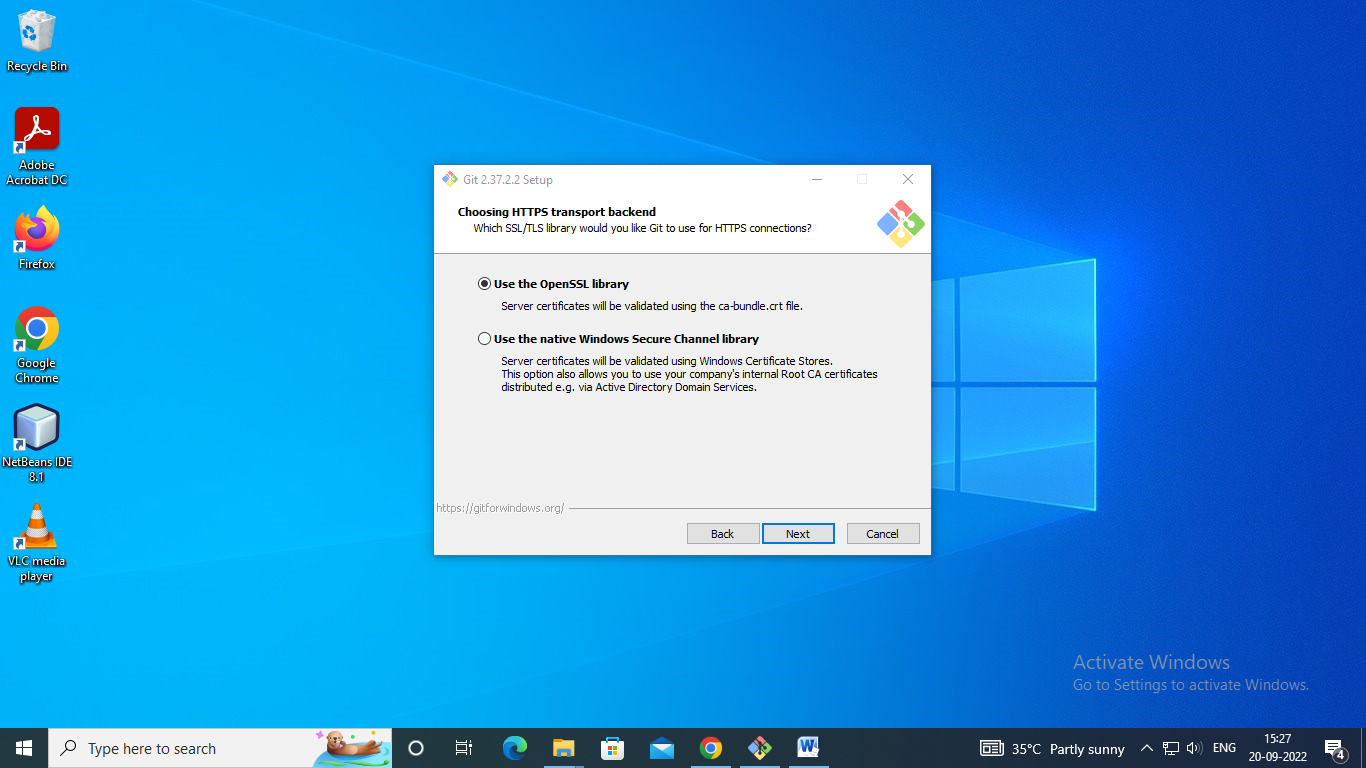 Recycle Bin
Adobe
Acrobat DC
Firefox
Google
Chrome
NetBeans IDE
8.1
VLC media
player
Git 2.37.2.2 Setup
Choosing HTTPS transport backend
Which SSL/TLS library would you like Git to use for HTTPS connections?
Use the OpenSSL library
Server certificates will be validated using the ca-bundle.crt file.
Use the native Windows Secure Channel library
Server certificates will be validated using Windows Certificate Stores.
This option also allows you to use your company's internal Root CA certificates
distributed e.g. via Active Directory Domain Services.
https://gitforwindows.org/
Back Next Cancel
Activate Windows
Go to Settings to activate Windows.
Type here to search
W
35°C Partly sunny
ENG
15:27
20-09-2022
4